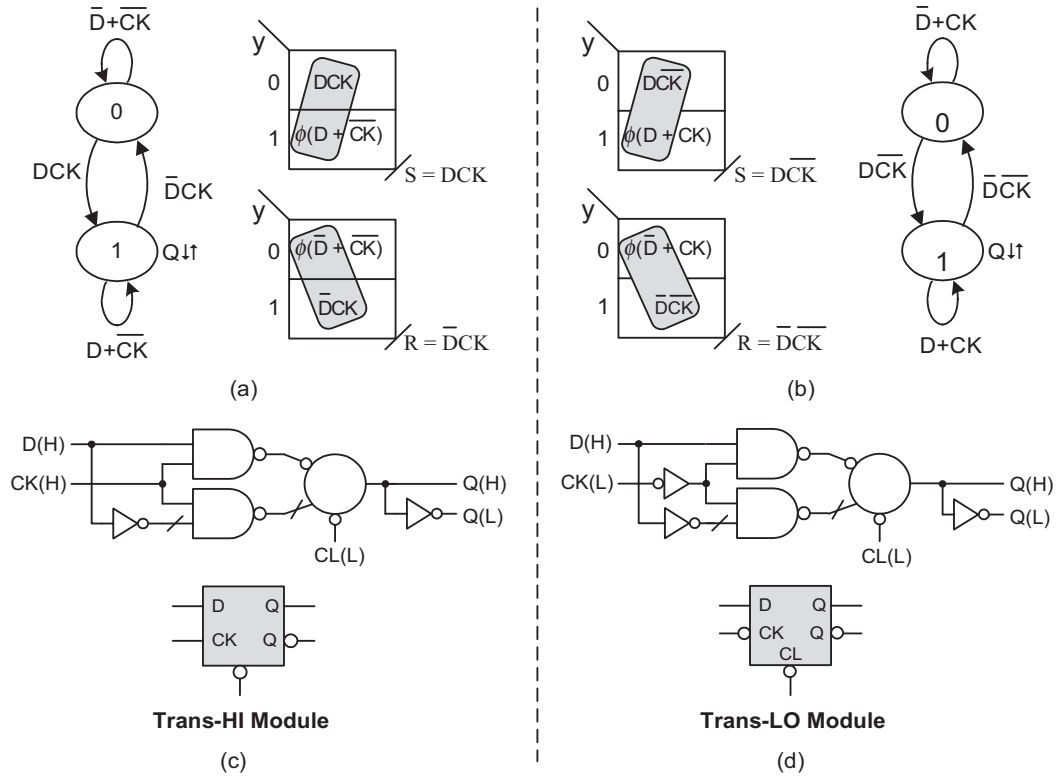 D̅+C̅K̅
0
DCK
D̅CK
1
Q↓↑
D+C̅K̅
y
0
DCK
1
ϕ(D + C̅K̅)
S = DCK
y
0
ϕ(D̅ + C̅K̅)
1
D̅CK
R = D̅CK
(a)
y
0
DC̅K̅
1
ϕ(D + CK)
S = DC̅K̅
y
0
ϕ(D̅ + CK)
1
D̅C̅K̅
R = D̅ C̅K̅
D̅+CK
0
DC̅K̅
D̅C̅K̅
1
Q↓↑
D+CK
(b)
D(H)
CK(H)
Q(H)
Q(L)
CL(L)
D Q
CK Q
Trans-HI Module
(c)
D(H)
CK(L)
Q(H)
Q(L)
CL(L)
D Q
CK Q
CL
Trans-LO Module
(d)